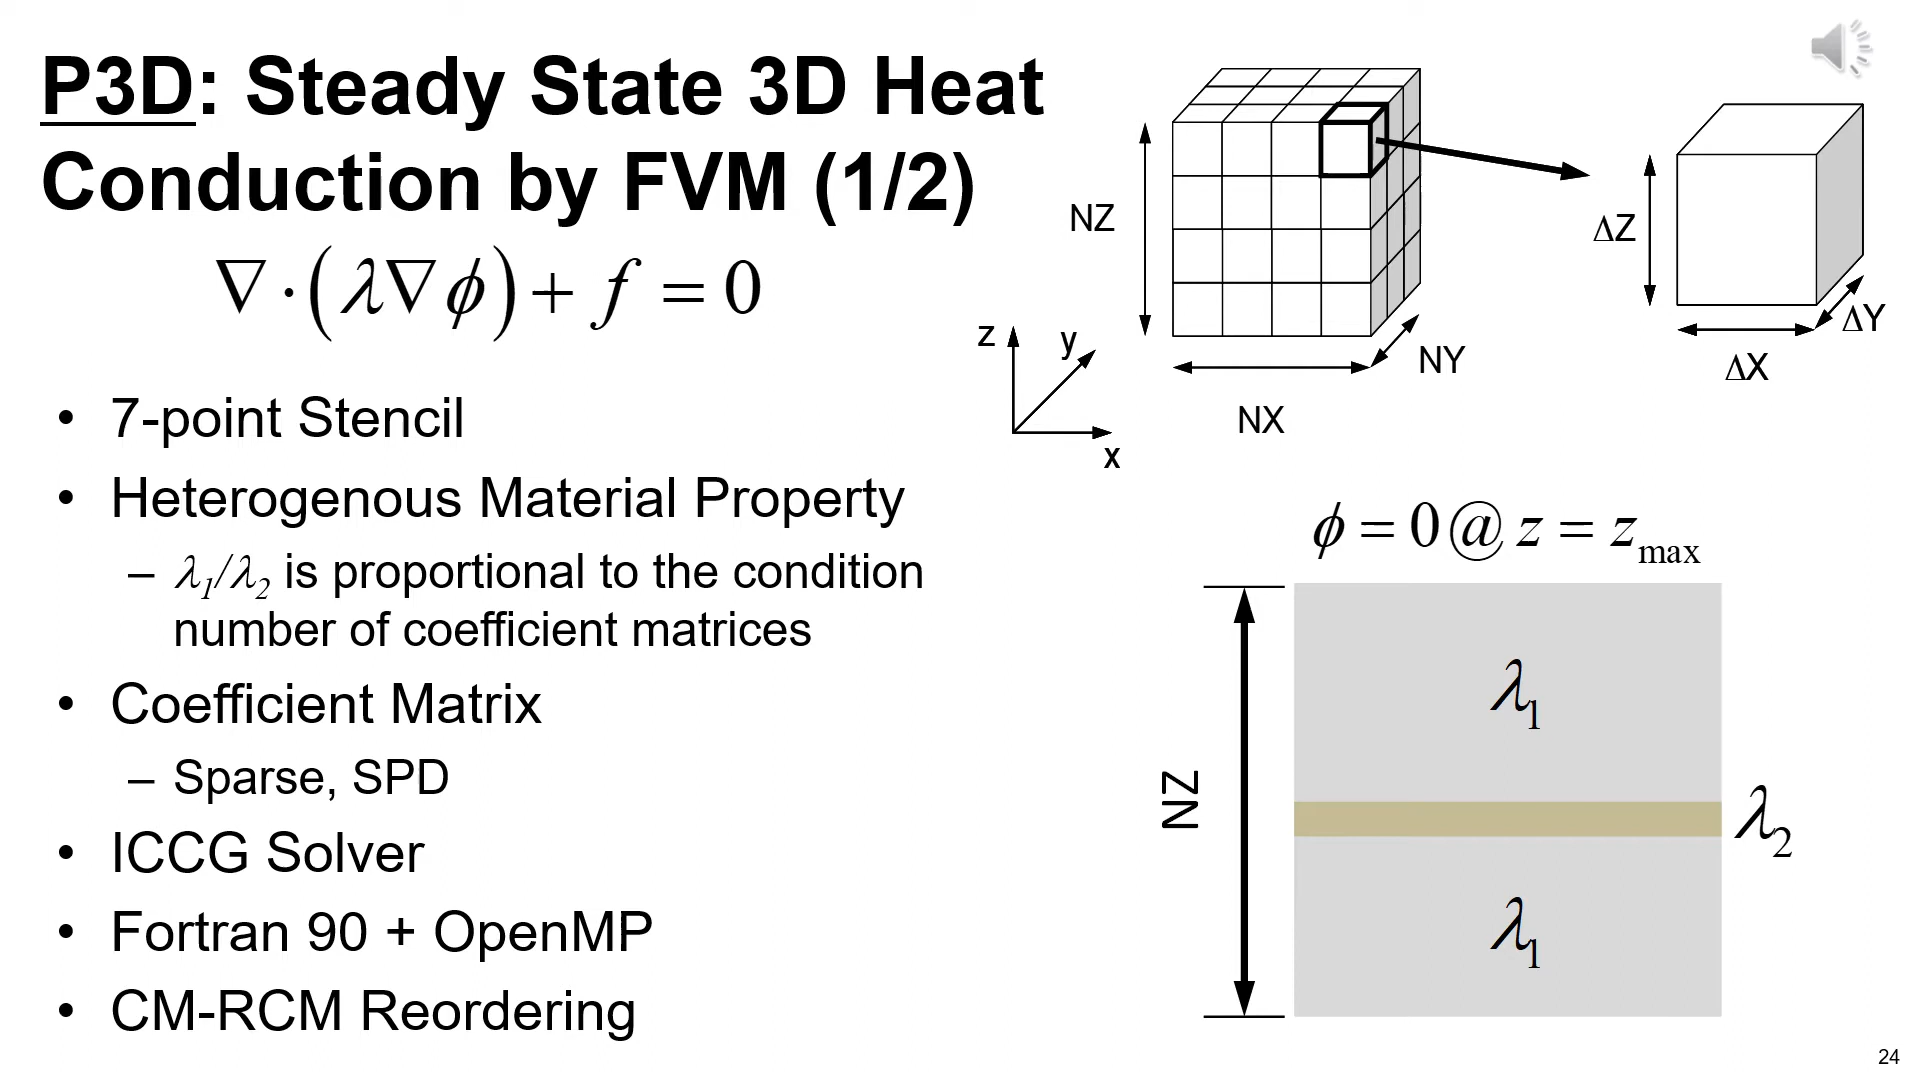 P3D: Steady State 3D Heat
Conduction by FVM (1/2)
∇·(λ∇ϕ)+ f = 0
• 7-point Stencil
• Heterogenous Material Property
– λ1/λ2 is proportional to the condition
number of coefficient matrices
• Coefficient Matrix
– Sparse, SPD
• ICCG Solver
• Fortran 90 + OpenMP
• CM-RCM Reordering
NZ
NX
NY
z
y
x
ΔZ
ΔX
ΔY
ϕ = 0@ z = zmax
NZ
λ1
λ2
λ1
24